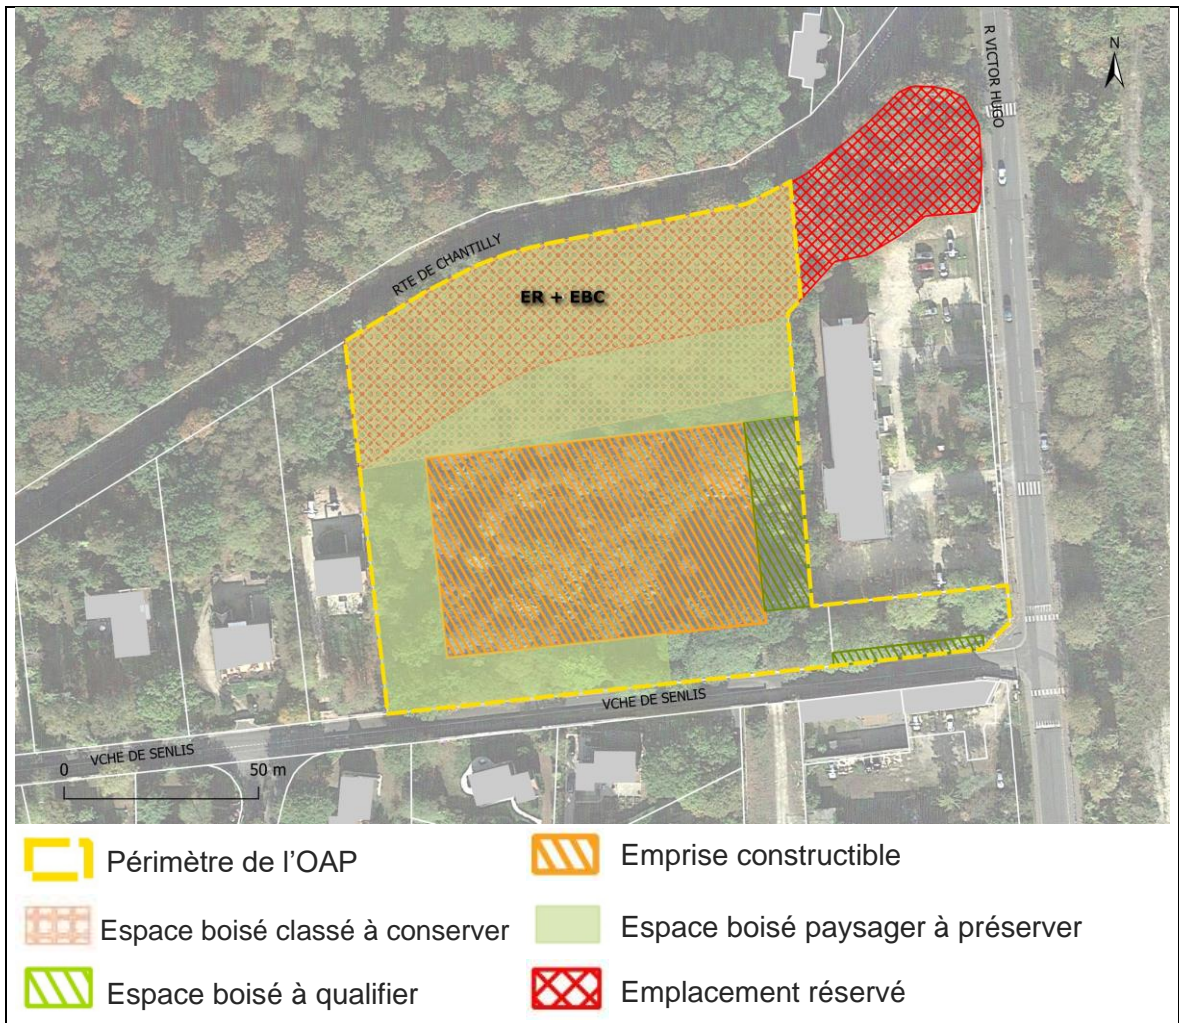 R VICTOR HUGO
N
RTE DE CHANTILLY
ER + EBC
VCHE DE SENLIS
VCHE DE SENLIS
0 50 m
Périmètre de l'OAP
Emprise constructible
Espace boisé classé à conserver
Espace boisé paysager à préserver
Espace boisé à qualifier
Emplacement réservé